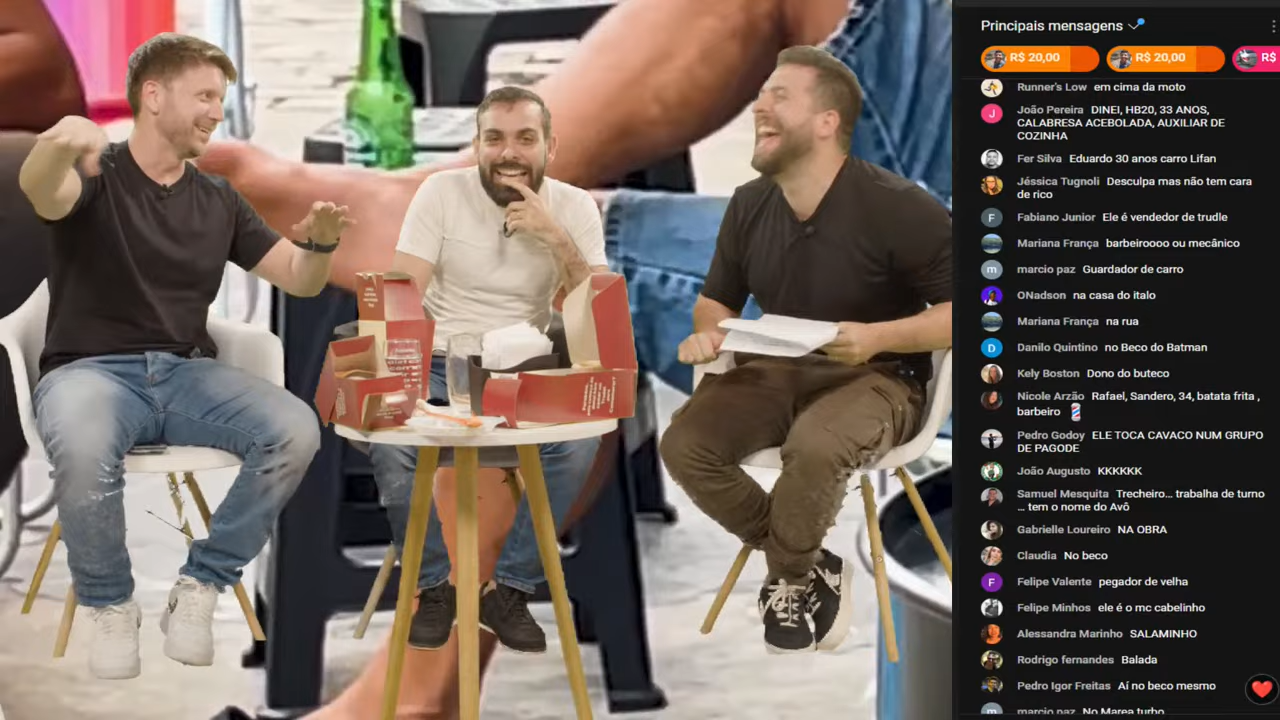 Principais mensagens
R$ 20,00
R$ 20,00
R$
Runner's Low em cima da moto
J
João Pereira DINEI, HB20, 33 ANOS,
CALABRESA ACEBOLADA, AUXILIAR DE
COZINHA
Fer Silva Eduardo 30 anos carro Lifan
Jéssica Tugnoli Desculpa mas não tem cara
de rico
F
Fabiano Junior Ele é vendedor de trudle
Mariana França barbeiroooo ou mecânico
m
marcio paz Guardador de carro
ONadson na casa do italo
Mariana França na rua
D
Danilo Quintino no Beco do Batman
Kely Boston Dono do buteco
Nicole Arzão Rafael, Sandero, 34, batata frita ,
barbeiro 💈
Pedro Godoy ELE TOCA CAVACO NUM GRUPO
DE PAGODE
João Augusto KKKKKK
Samuel Mesquita Trecheiro... trabalha de turno
... tem o nome do Avô
Gabrielle Loureiro NA OBRA
Claudia No beco
F
Felipe Valente pegador de velha
Felipe Minhos ele é o mc cabelinho
Alessandra Marinho SALAMINHO
Rodrigo fernandes Balada
Pedro Igor Freitas Aí no beco mesmo
m
marcio paz No Marea turbo